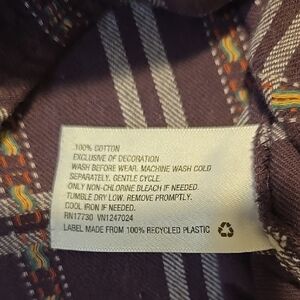 100% COTTON
EXCLUSIVE OF DECORATION
WASH BEFORE WEAR. MACHINE WASH COLD
SEPARATELY. GENTLE CYCLE.
ONLY NON-CHLORINE BLEACH IF NEEDED.
TUMBLE DRY LOW. REMOVE PROMPTLY.
COOL IRON IF NEEDED.
RN17730 VN1247024
LABEL MADE FROM 100% RECYCLED PLASTIC